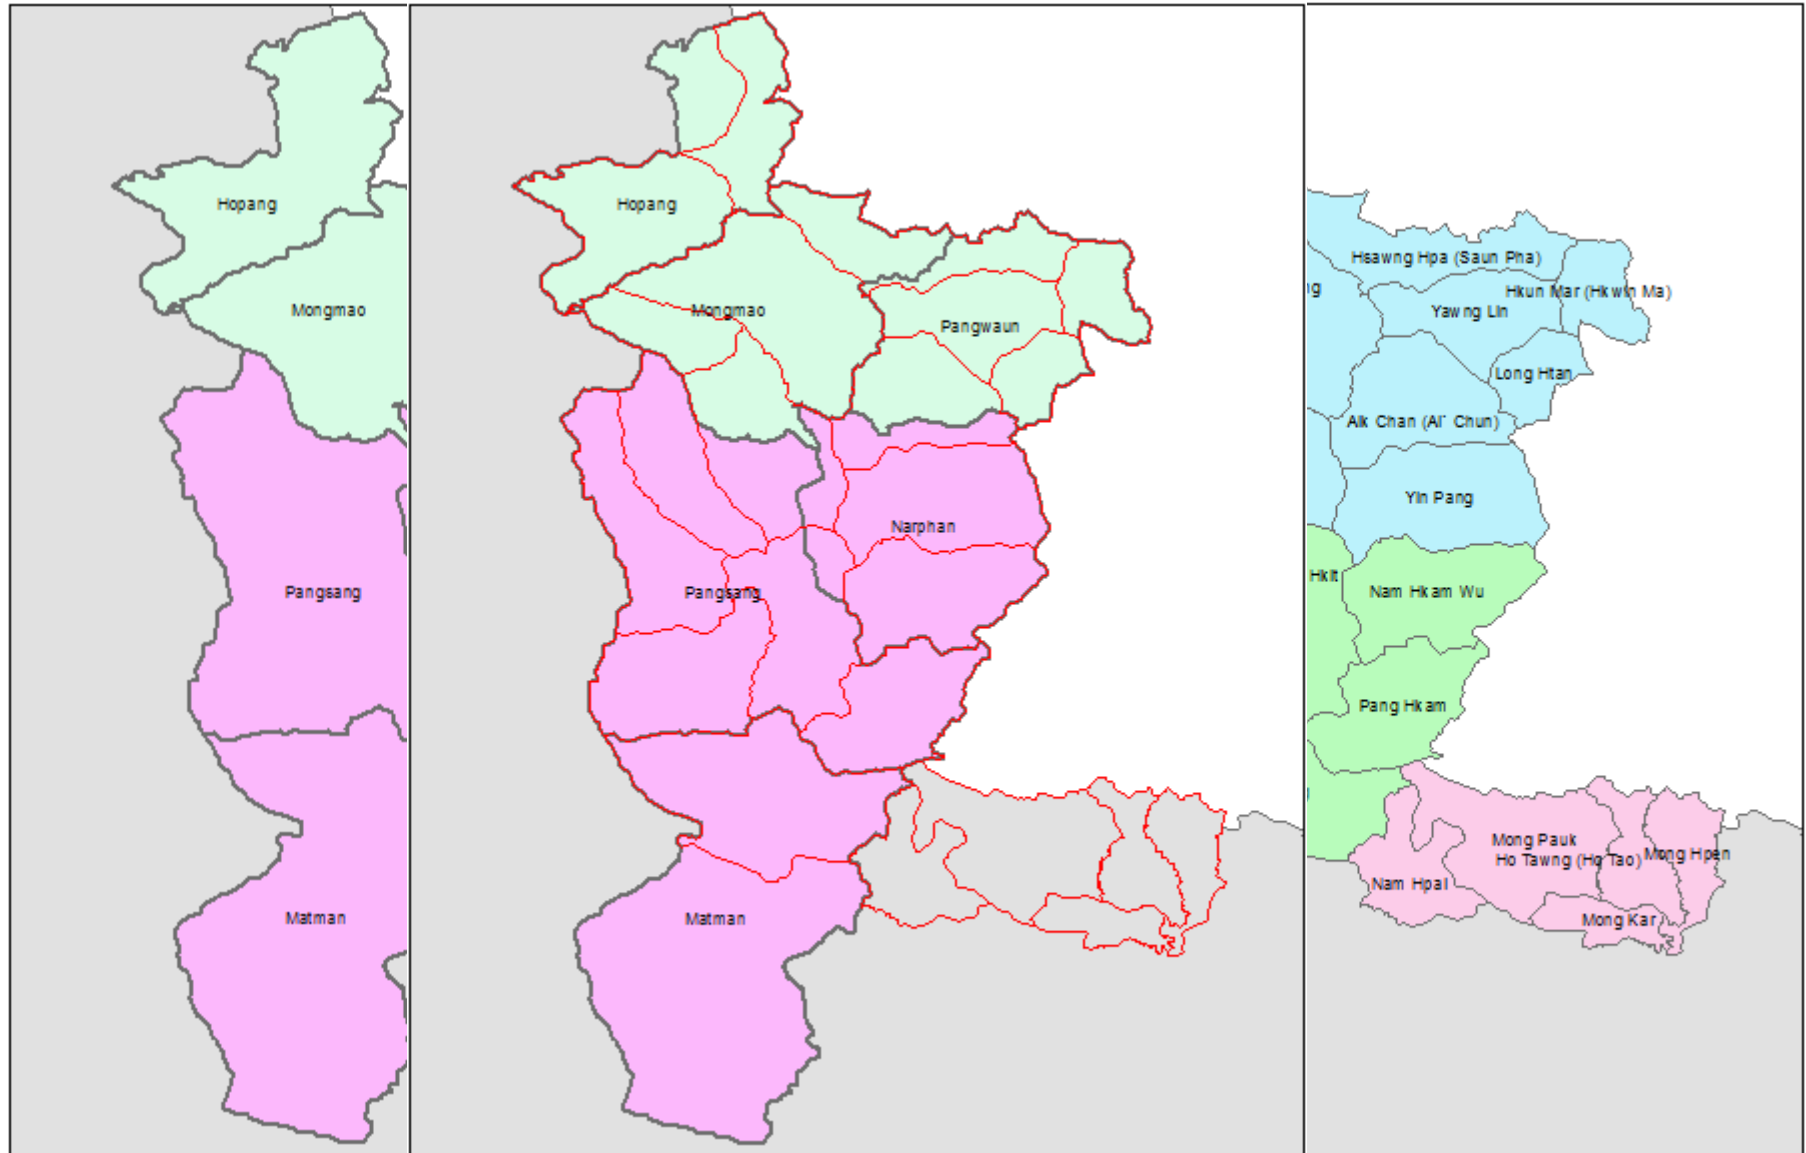 Hopang
Mongmao
Pangsang
Matman
Hopang
Mongmao
Pangwaun
Narphan
Pangsang
Matman
Hsawng Hpa (Saun Pha)
ng
Hkun Mar (Hkwin Ma)
Yawng Lin
Long Htan
Aik Chan (Ai' Chun)
Yin Pang
Hkit
Nam Hkam Wu
Pang Hkam
Mong Pauk
Ho Tawng (Ho Tao)
Mong Hpen
Nam Hpai
Mong Kar